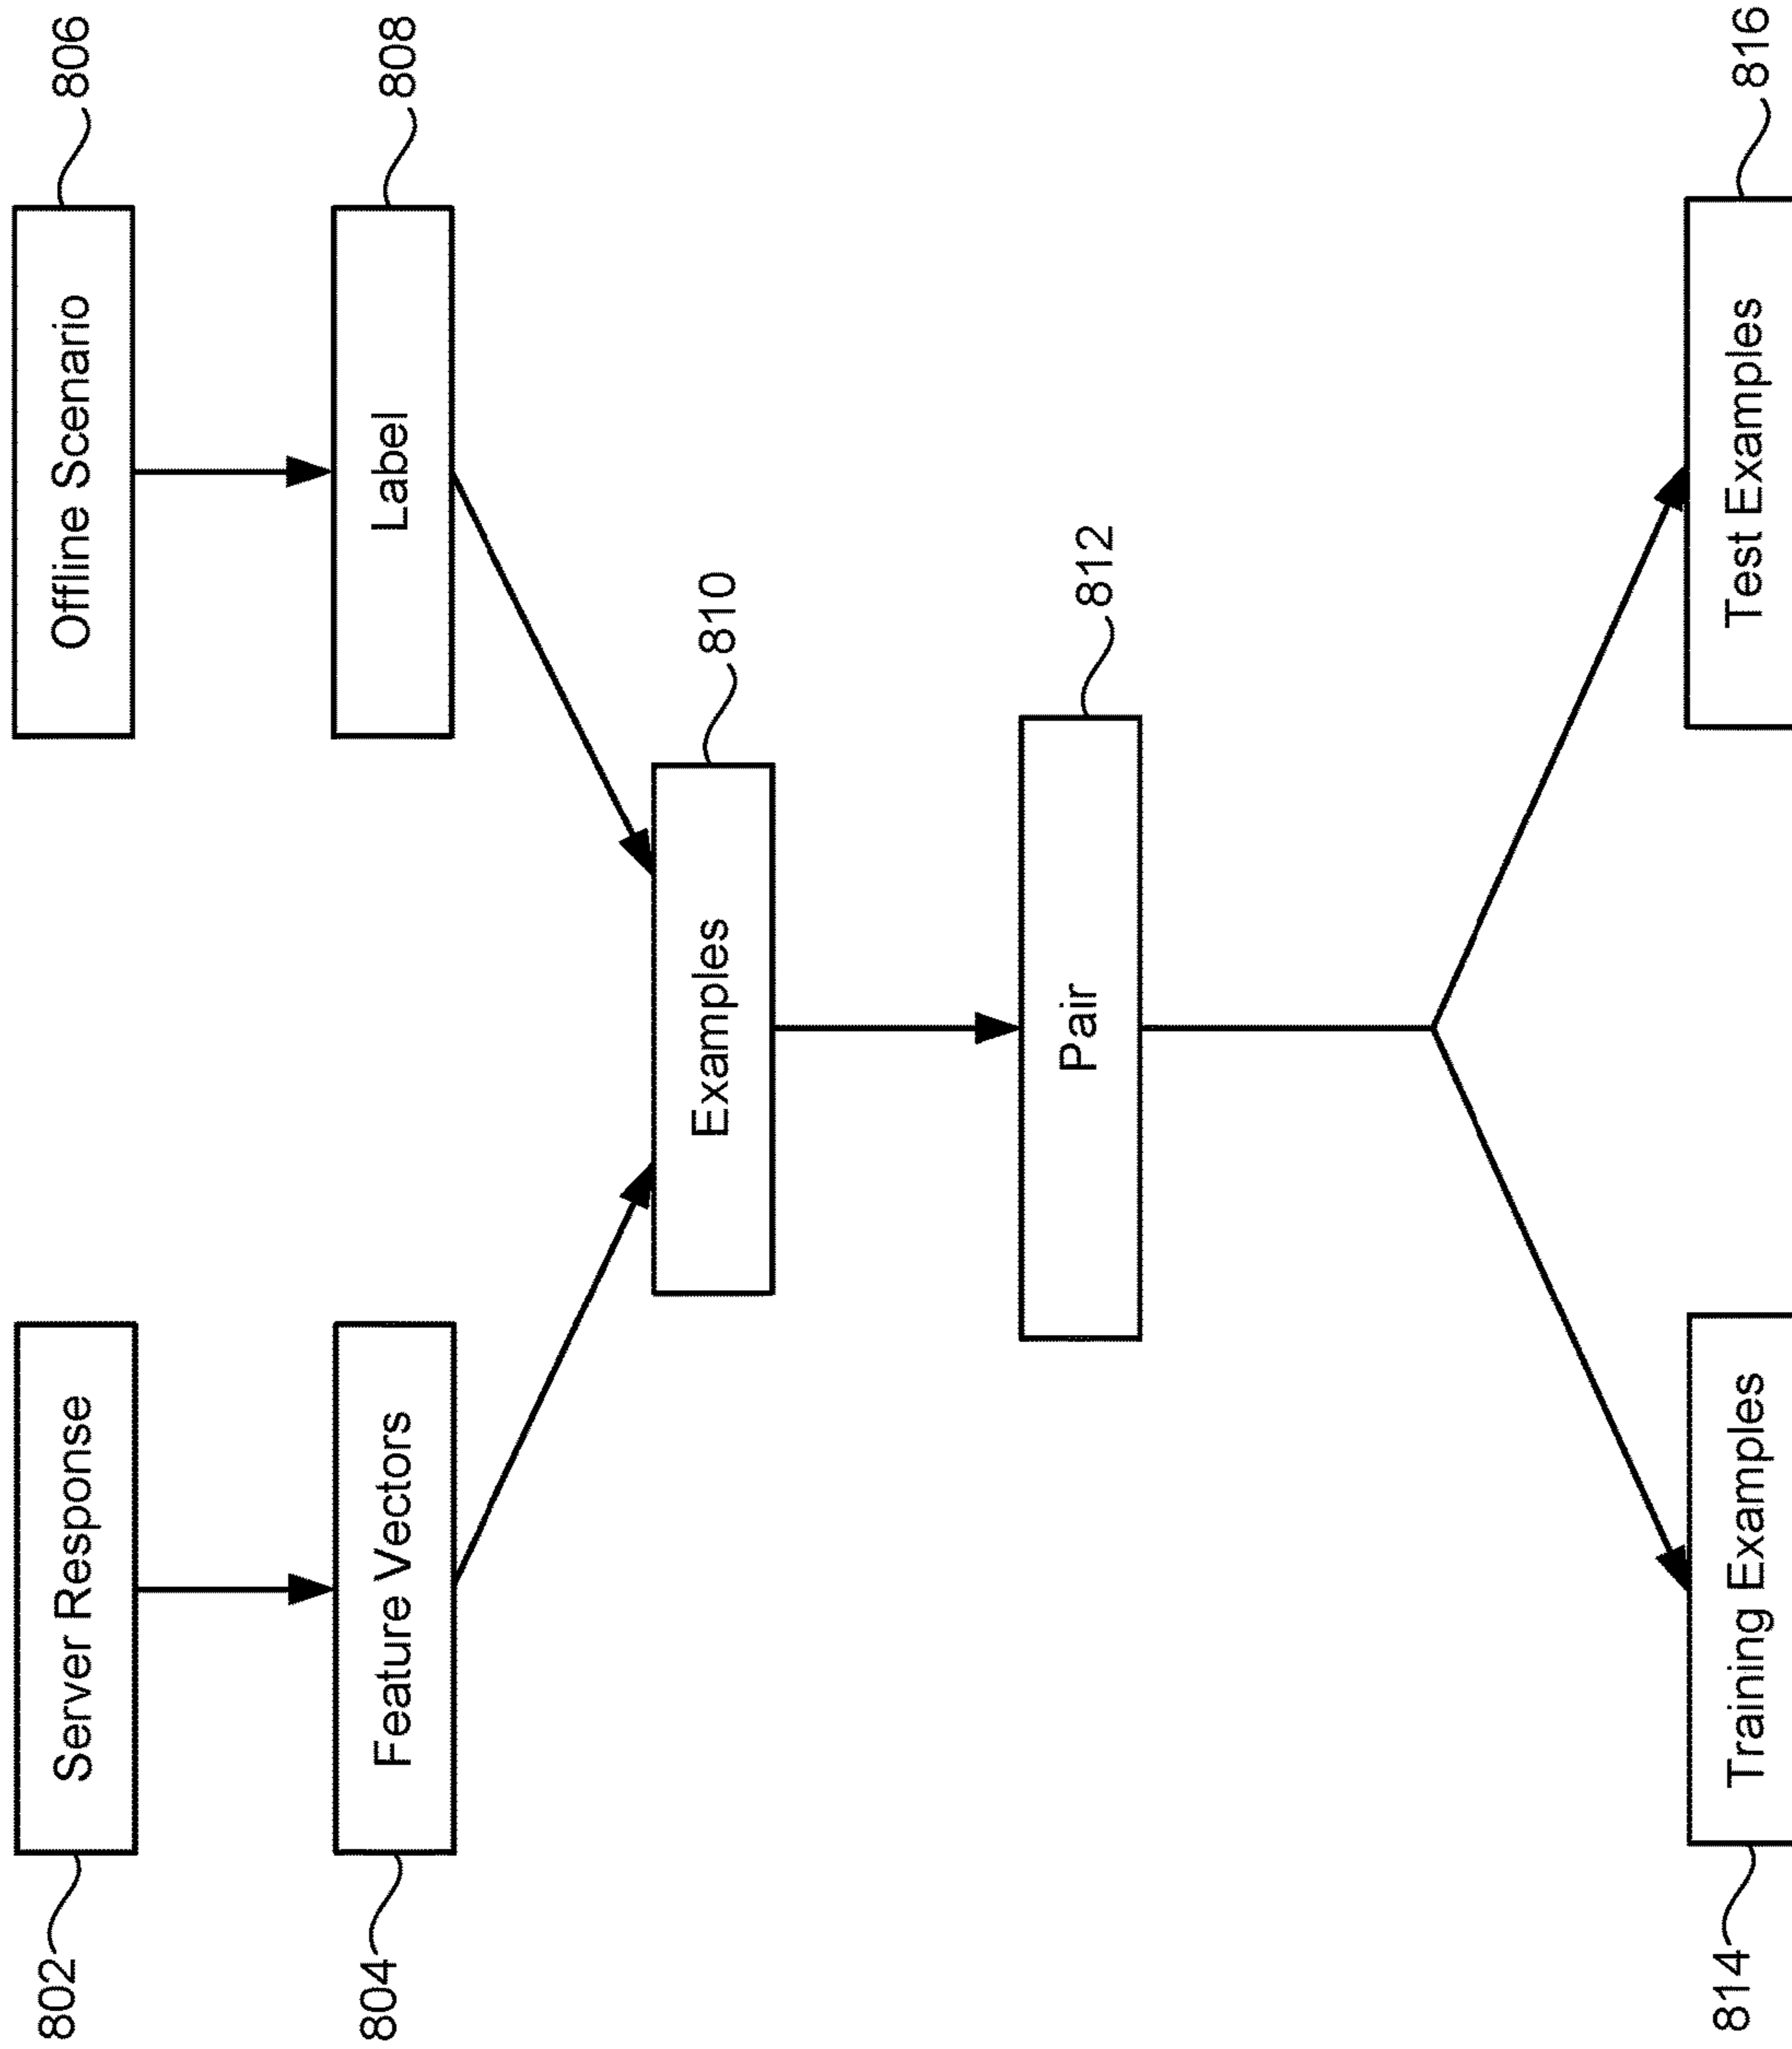 802
Server Response
Offline Scenario
806
804
Feature Vectors
Label
808
Examples
810
Pair
812
814
Training Examples
Test Examples
816